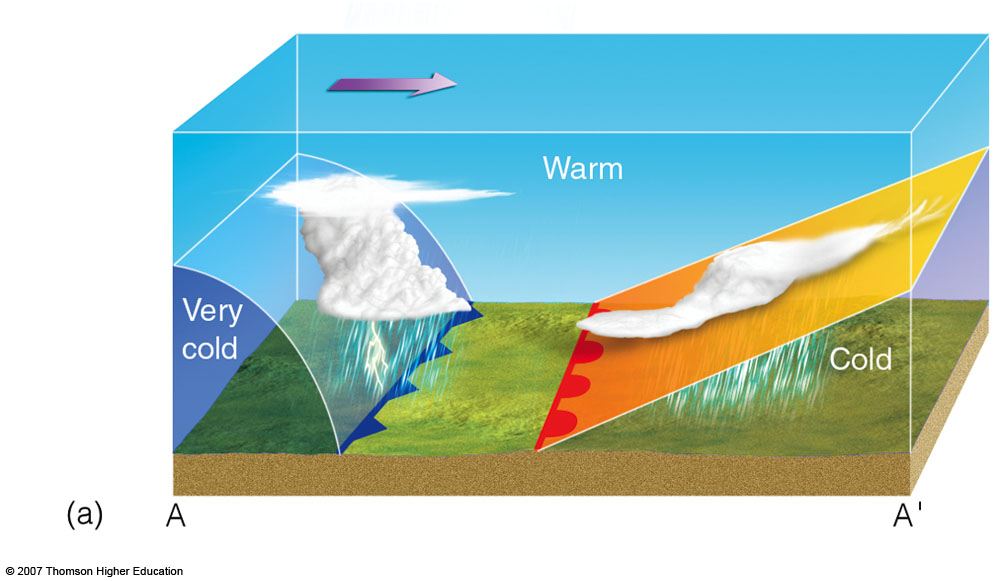 Warm
Very
cold
Cold
(a)
A
A'
© 2007 Thomson Higher Education